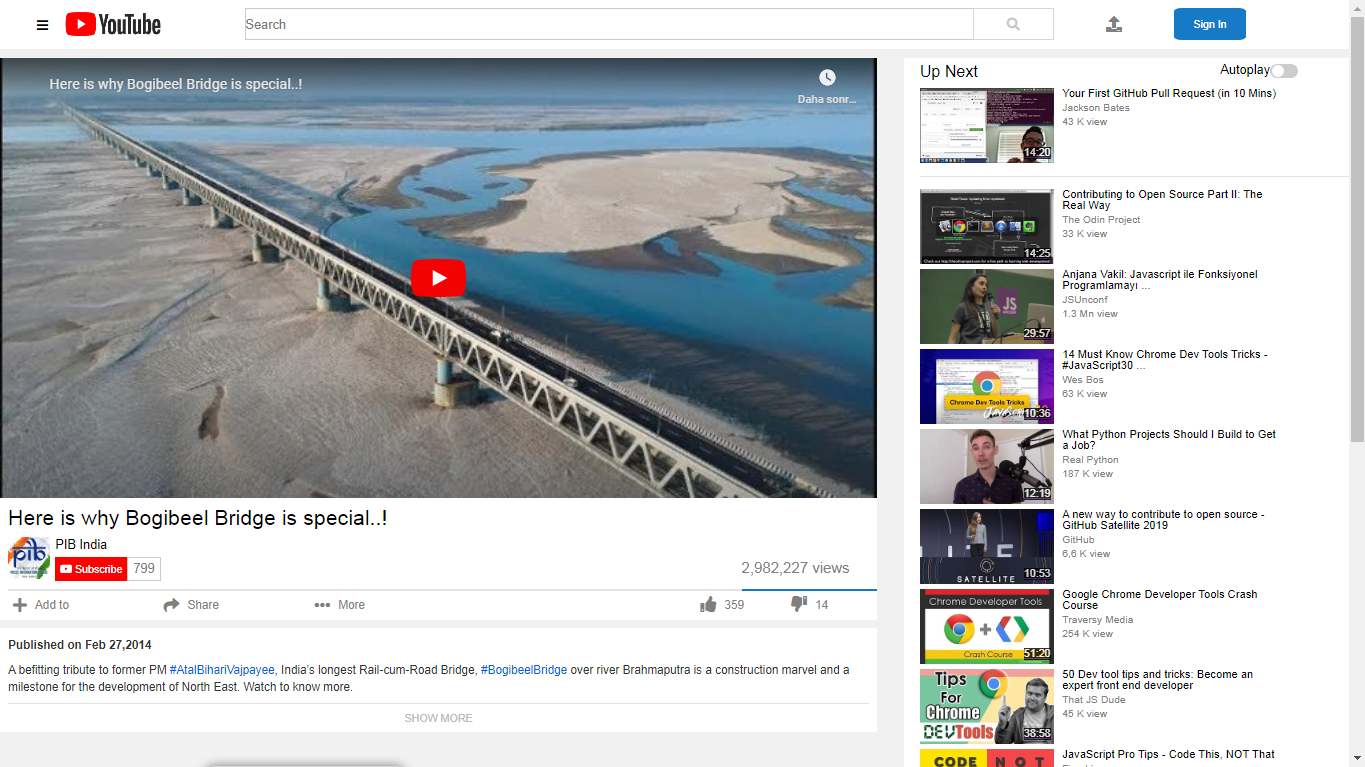 YouTube
Search
Sign In
Here is why Bogibeel Bridge is special..!
Daha sonr...
Here is why Bogibeel Bridge is special..!
pib
PIB India
Subscribe
799
2,982,227 views
Add to
Share
More
359
14
Published on Feb 27,2014
A befitting tribute to former PM #AtalBihariVajpayee, India's longest Rail-cum-Road Bridge, #BogibeelBridge over river Brahmaputra is a construction marvel and a
milestone for the development of North East. Watch to know more.
SHOW MORE
Up Next
Autoplay
14:20
Your First GitHub Pull Request (in 10 Mins)
Jackson Bates
43 K view
14:25
Contributing to Open Source Part II: The
Real Way
The Odin Project
33 K view
JS
29:57
Anjana Vakil: Javascript ile Fonksiyonel
Programlamayı ...
JSUnconf
1.3 Mn view
Chrome Dev Tools Tricks
10:36
14 Must Know Chrome Dev Tools Tricks -
#JavaScript30 ...
Wes Bos
63 K view
12:19
What Python Projects Should I Build to Get
a Job?
Real Python
187 K view
SATELLITE
10:53
A new way to contribute to open source -
GitHub Satellite 2019
GitHub
6,6 K view
Chrome Developer Tools
Crash Course
51:20
Google Chrome Developer Tools Crash
Course
Traversy Media
254 K view
Tips
For
Chrome
DEVTools
38:58
50 Dev tool tips and tricks: Become an
expert front end developer
That JS Dude
45 K view
CODE NOT
JavaScript Pro Tips - Code This, NOT That